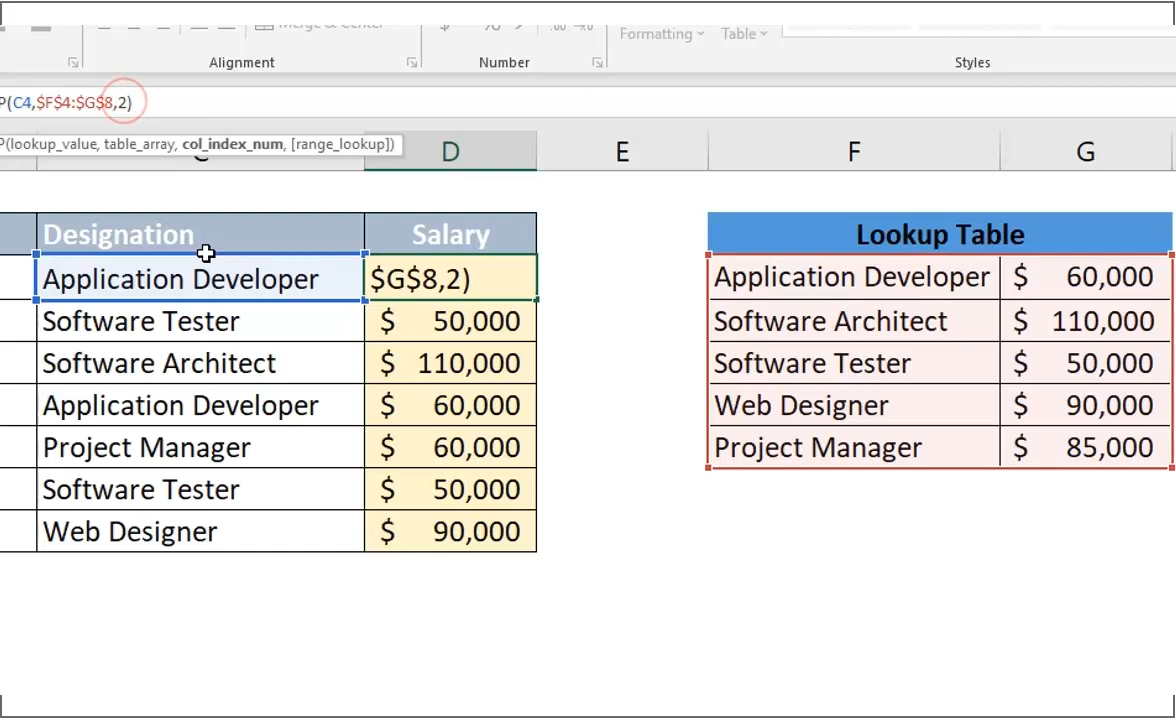 Merge & Center
$ %
.00
Formatting Table
Alignment Number Styles
P(C4,$F$4:$G$8,2)
P(lookup_value, table_array, col_index_num, [range_lookup])
D E F G
Designation Salary Lookup Table
Application Developer $G$8,2) Application Developer $ 60,000
Software Tester $ 50,000 Software Architect $ 110,000
Software Architect $ 110,000 Software Tester $ 50,000
Application Developer $ 60,000 Web Designer $ 90,000
Project Manager $ 60,000 Project Manager $ 85,000
Software Tester $ 50,000
Web Designer $ 90,000